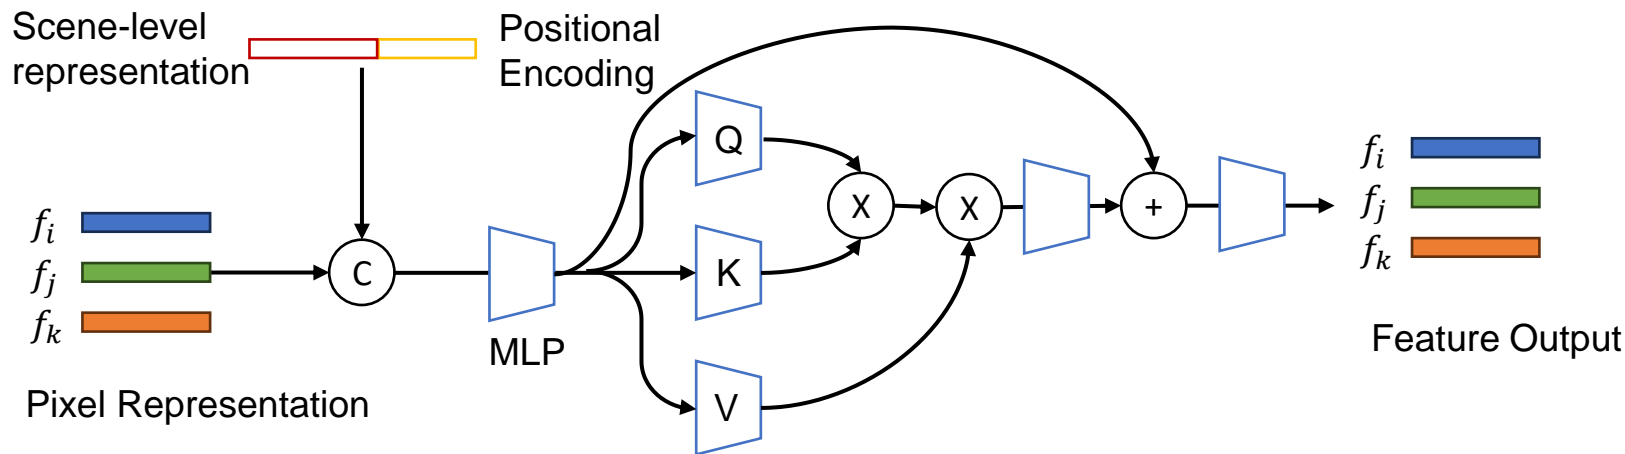 Scene-level
representation
Positional
Encoding
Q
K
V
X
X
+
C
MLP
f_i
f_j
f_k
Pixel Representation
f_i
f_j
f_k
Feature Output